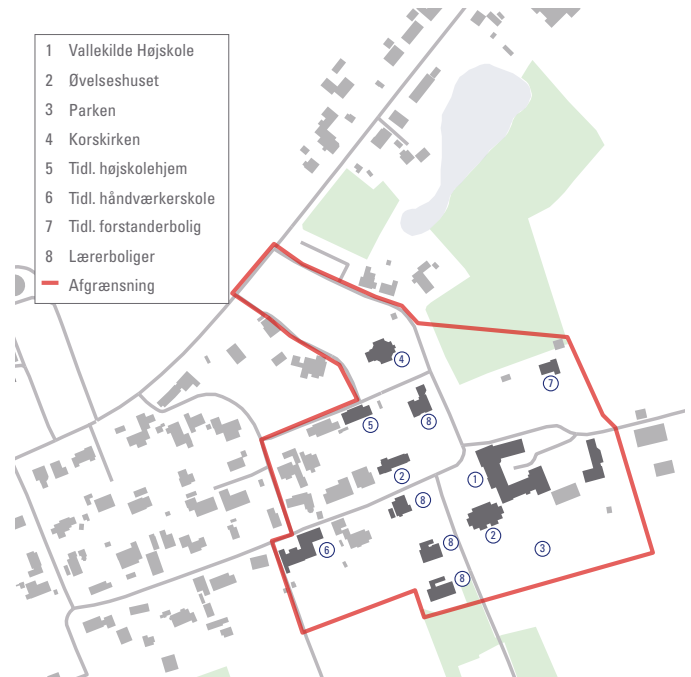 1 Vallekilde Højskole
2 Øvelseshuset
3 Parken
4 Korskirken
5 Tidl. højskolehjem
6 Tidl. håndværkerskole
7 Tidl. forstanderbolig
8 Lærerboliger
Afgrænsning
4
7
8
5
2
1
8
2
8
3
6
8